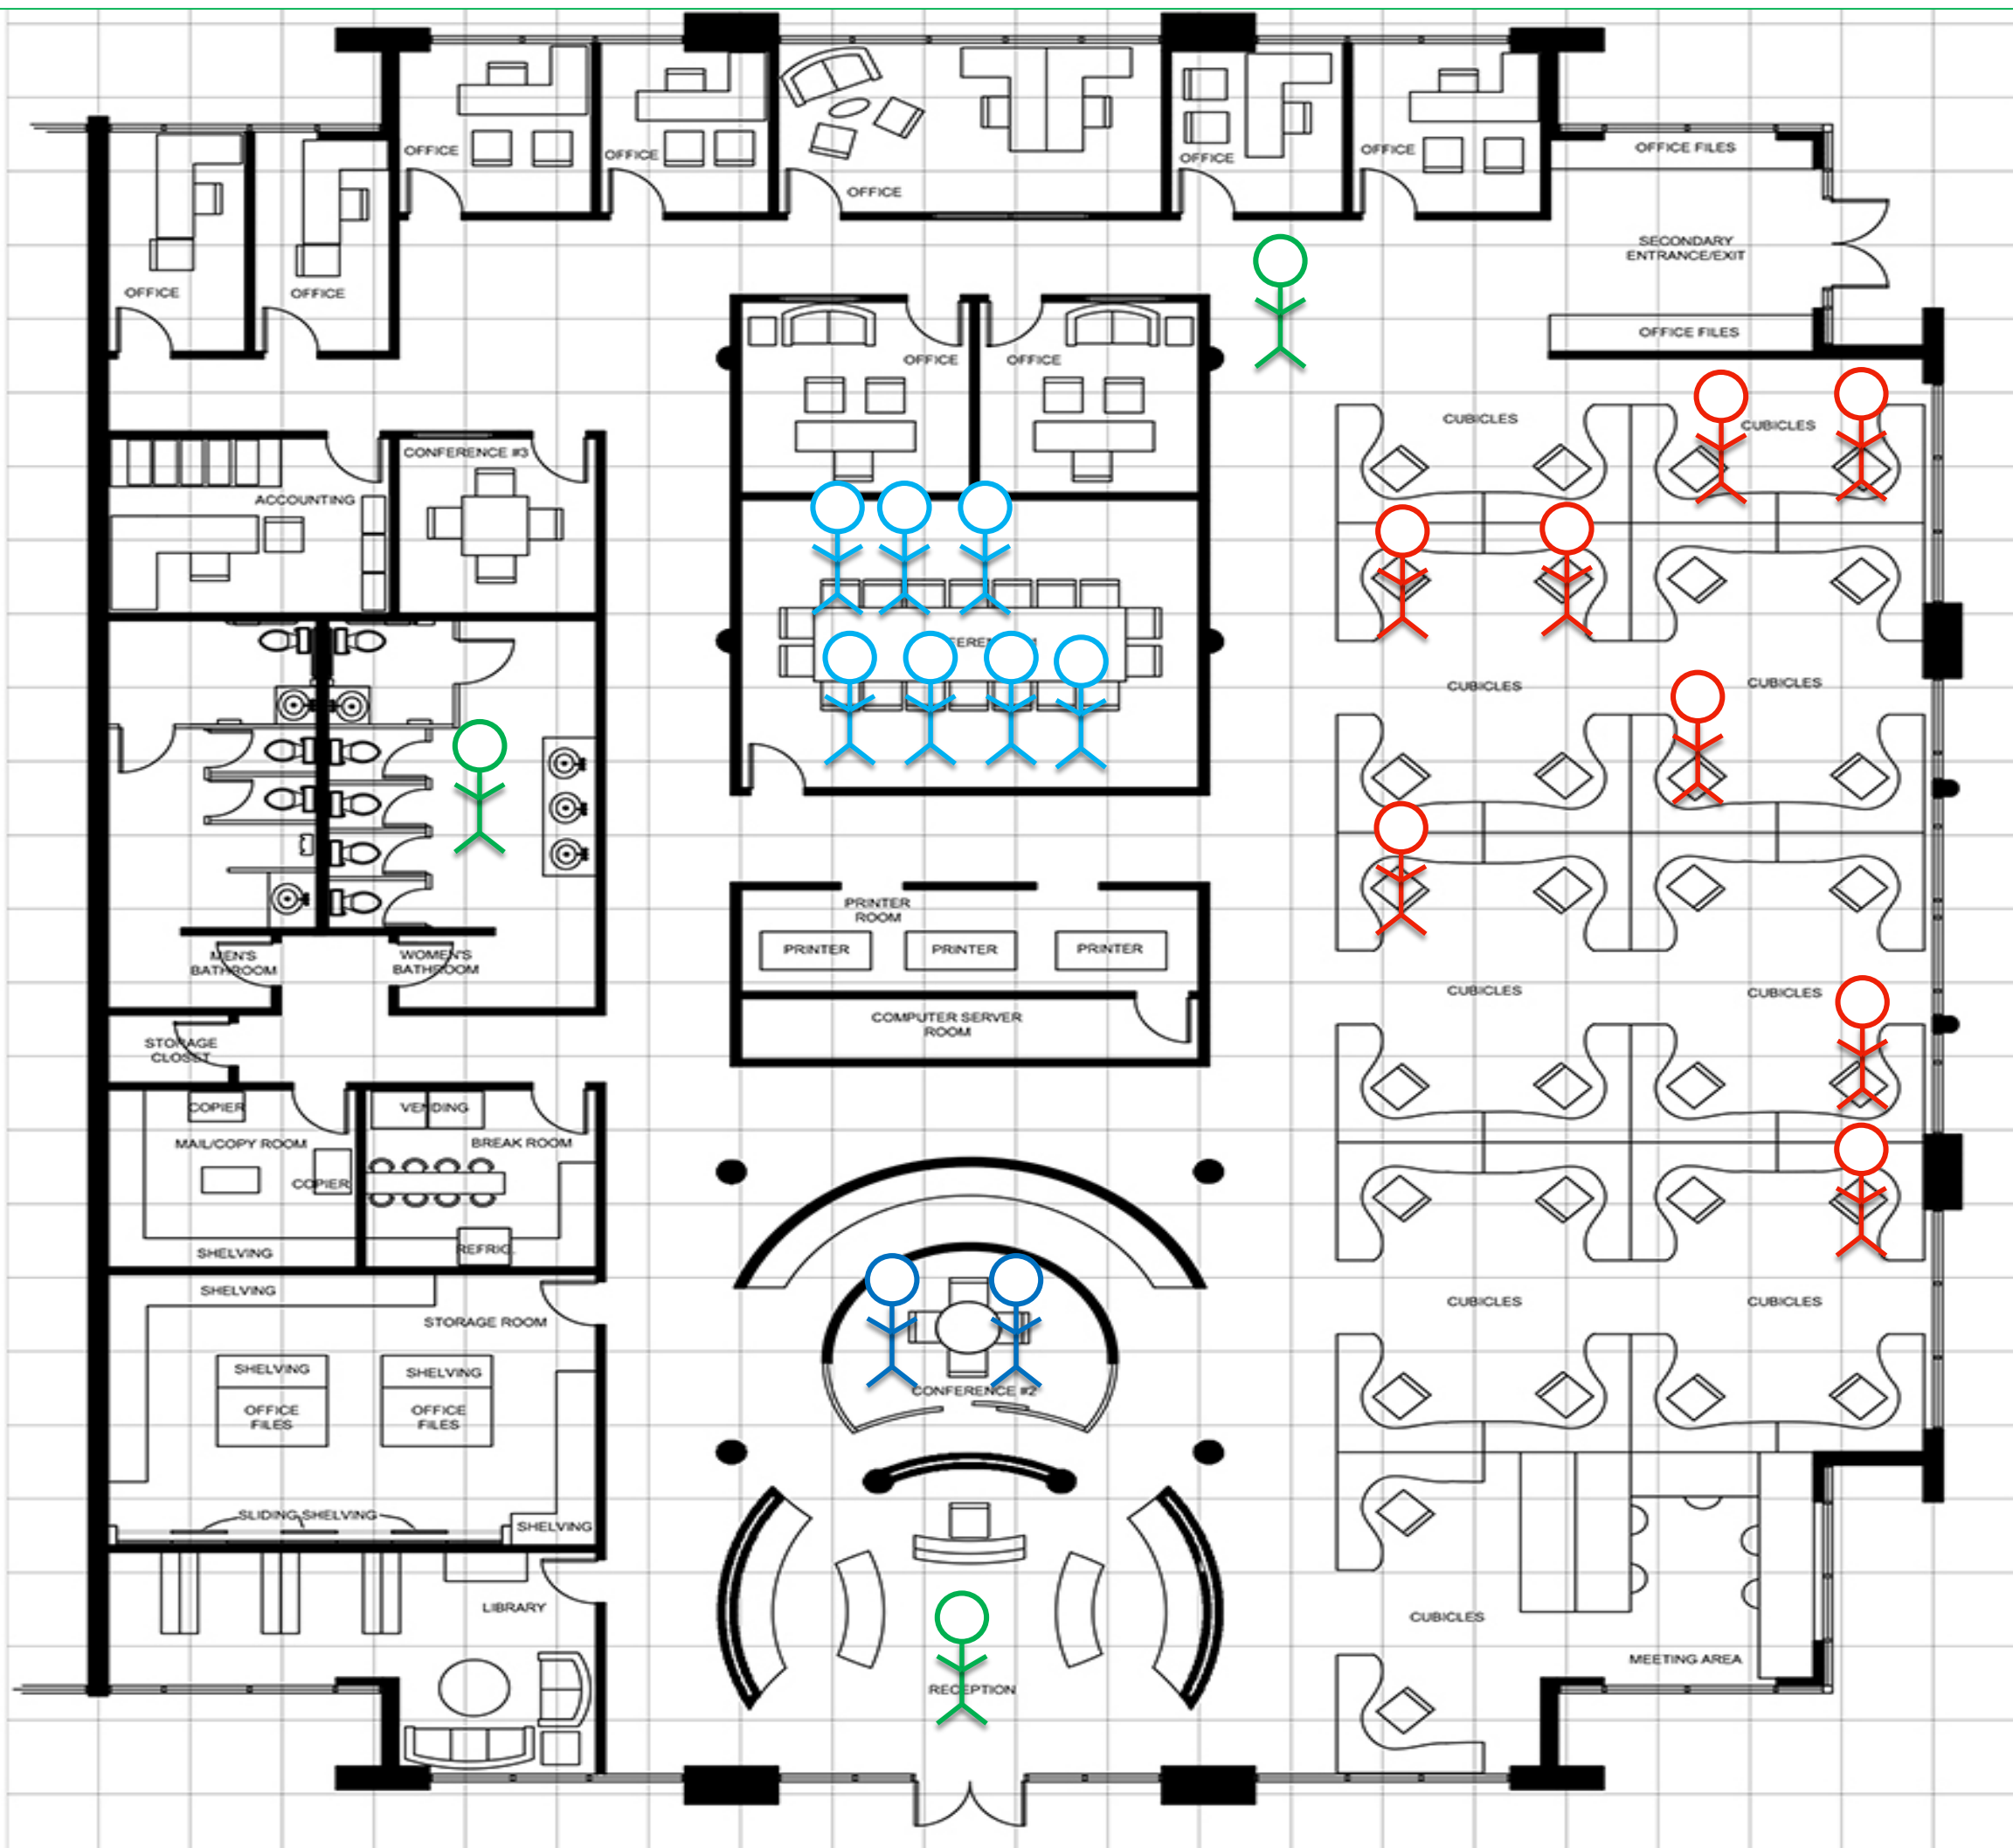 OFFICE
OFFICE
OFFICE
OFFICE
OFFICE
OFFICE FILES
OFFICE
SECONDARY
ENTRANCE/EXIT
OFFICE
OFFICE
OFFICE FILES
OFFICE
OFFICE
CUBICLES
CUBICLES
CONFERENCE #3
ACCOUNTING
CUBICLES
CUBICLES
PRINTER
ROOM
PRINTER
PRINTER
PRINTER
MEN'S
BATHROOM
WOMEN'S
BATHROOM
CUBICLES
CUBICLES
COMPUTER SERVER
ROOM
STORAGE
CLOSET
COPIER
VENDING
MAIL/COPY ROOM
BREAK ROOM
COPIER
SHELVING
REFRIG.
SHELVING
CUBICLES
CUBICLES
STORAGE ROOM
SHELVING
SHELVING
CONFERENCE #2
OFFICE
FILES
OFFICE
FILES
SLIDING SHELVING
SHELVING
LIBRARY
CUBICLES
MEETING AREA
RECEPTION